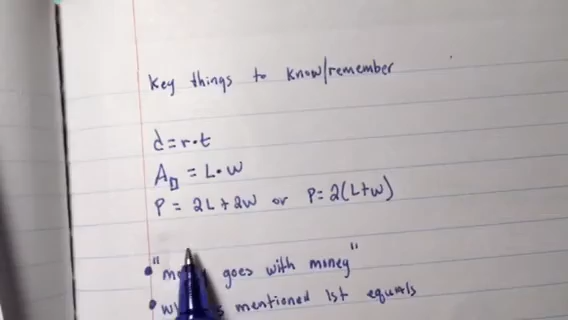 Key things to know/remember
d=r•t
A▯ = L•w
P = 2L+2W or P=2(L+w)
• " goes with money"
• mentioned 1st equals